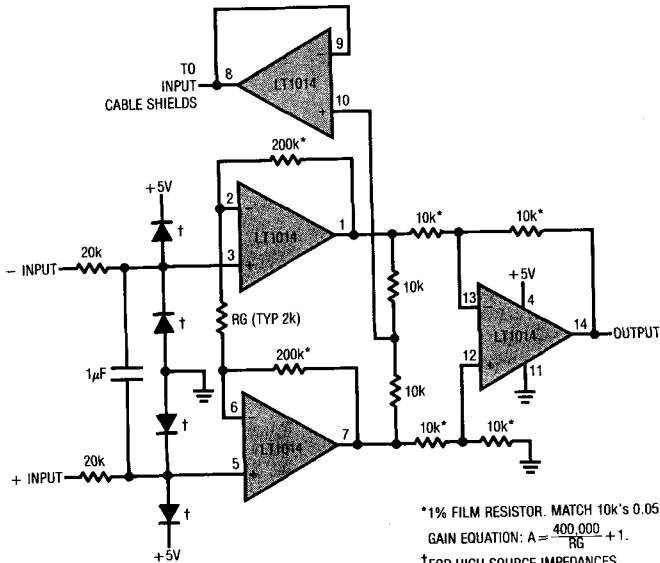 9
TO
INPUT
CABLE SHIELDS
8
LT1014
10
200k*
+5V
2
†
LT1014
1
10k*
10k*
20k
3
− INPUT
+5V
10k
4
†
RG (TYP 2k)
13
LT1014
14
OUTPUT
200k*
12
1µF
11
10k
6
†
LT1014
7
10k*
10k*
20k
5
+ INPUT
†
*1% FILM RESISTOR. MATCH 10k's 0.05
GAIN EQUATION: A = 400,000 / RG + 1.
+5V